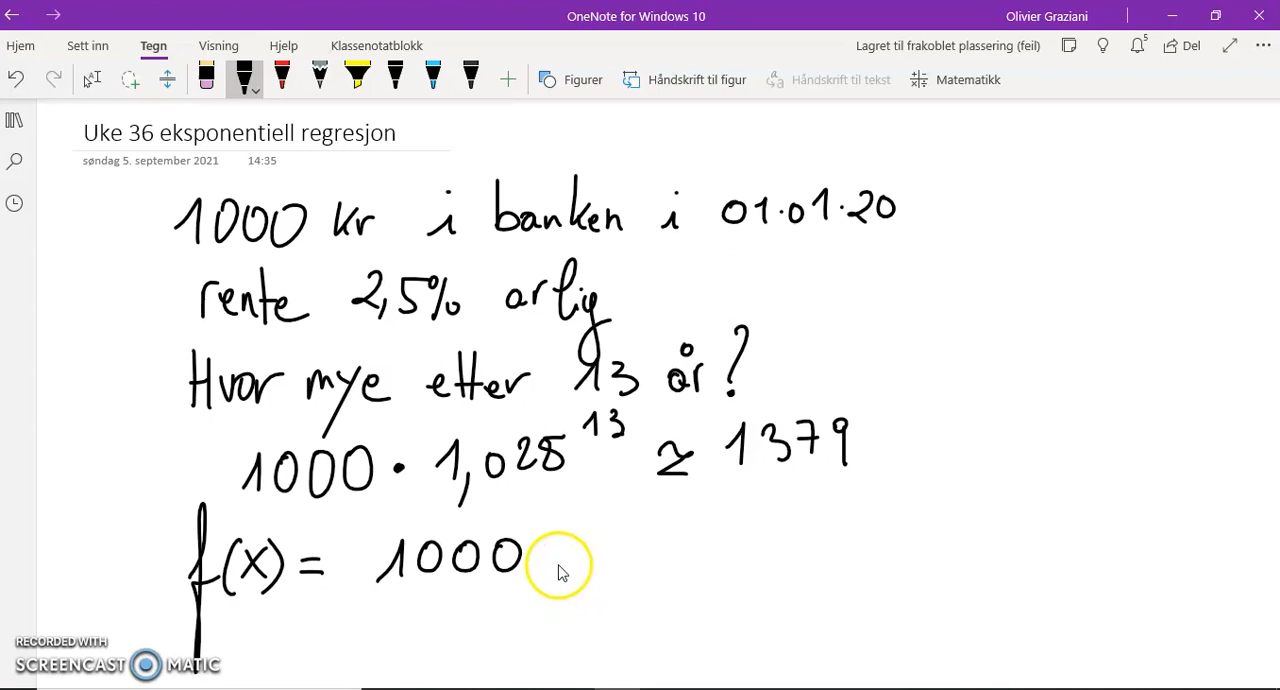 OneNote for Windows 10
Olivier Graziani
Hjem Sett inn Tegn Visning Hjelp Klassenotatblokk
Lagret til frakoblet plassering (feil) 5 Del
Figurer Håndskrift til figur Håndskrift til tekst Matematikk
Uke 36 eksponentiell regresjon
søndag 5. september 2021 14:35
1000 kr i banken i 01.01.20
rente 2,5% arlig
Hvor mye etter 13 år?
1000 · 1,025^13 ≃ 1379
f(x) = 1000
RECORDED WITH
SCREENCAST MATIC